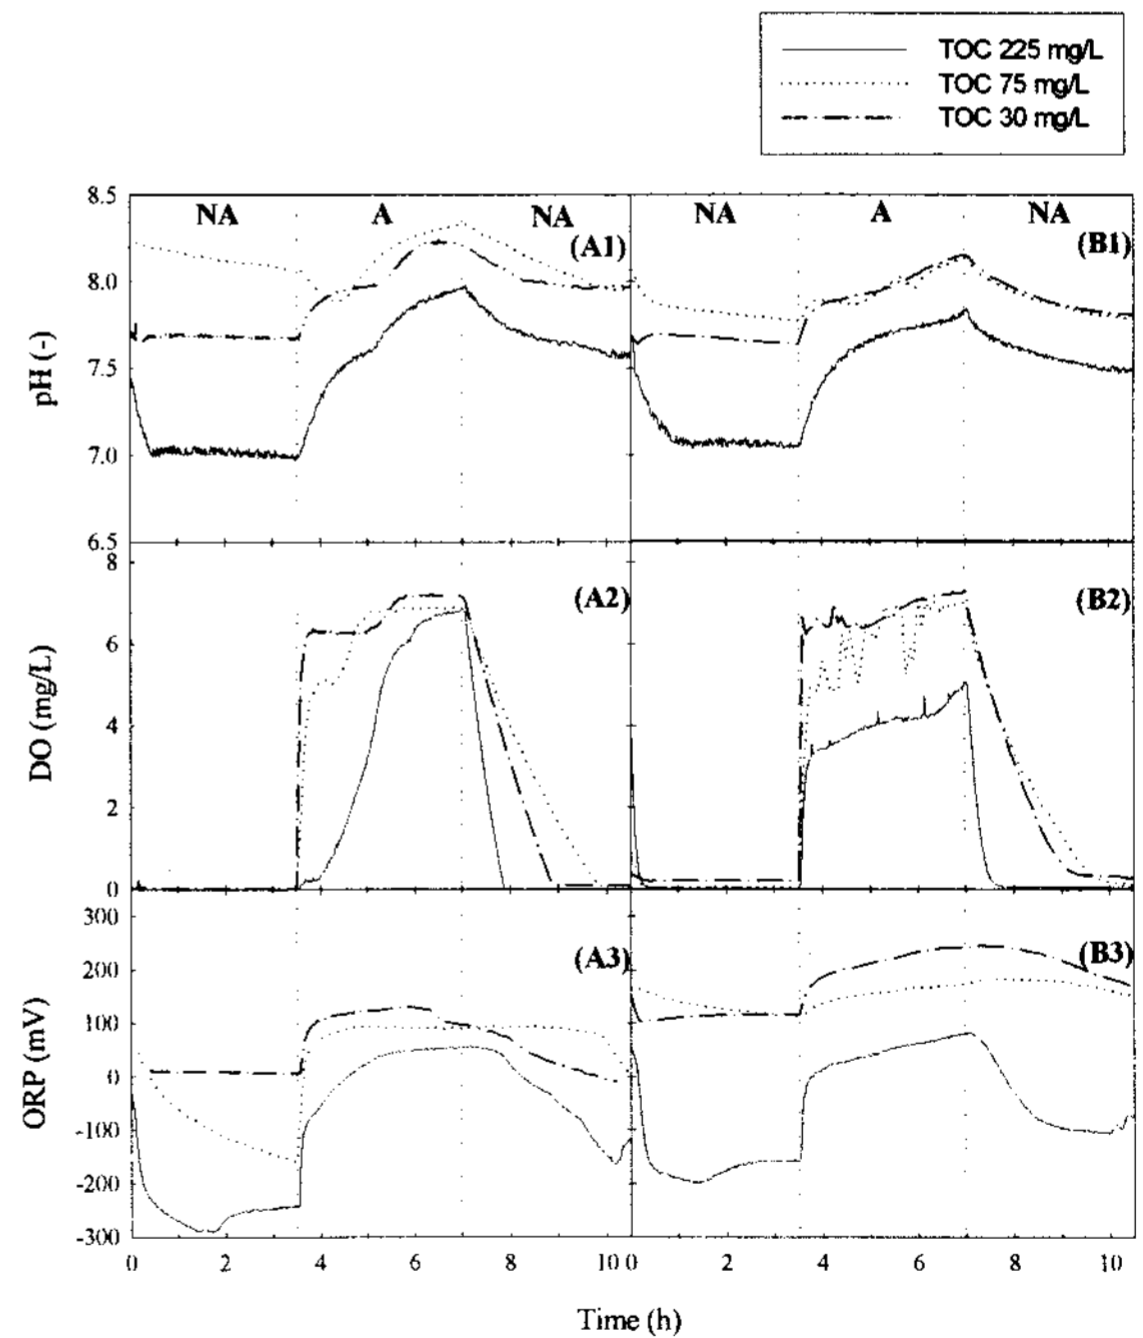 TOC 225 mg/L
TOC 75 mg/L
TOC 30 mg/L
8.5
NA A NA NA A NA
(A1) (B1)
8.0
7.5
7.0
6.5
pH (-)
8
(A2) (B2)
6
4
2
0
DO (mg/L)
300
(A3) (B3)
200
100
0
-100
-200
-300
ORP (mV)
0 2 4 6 8 10 0 2 4 6 8 10
Time (h)